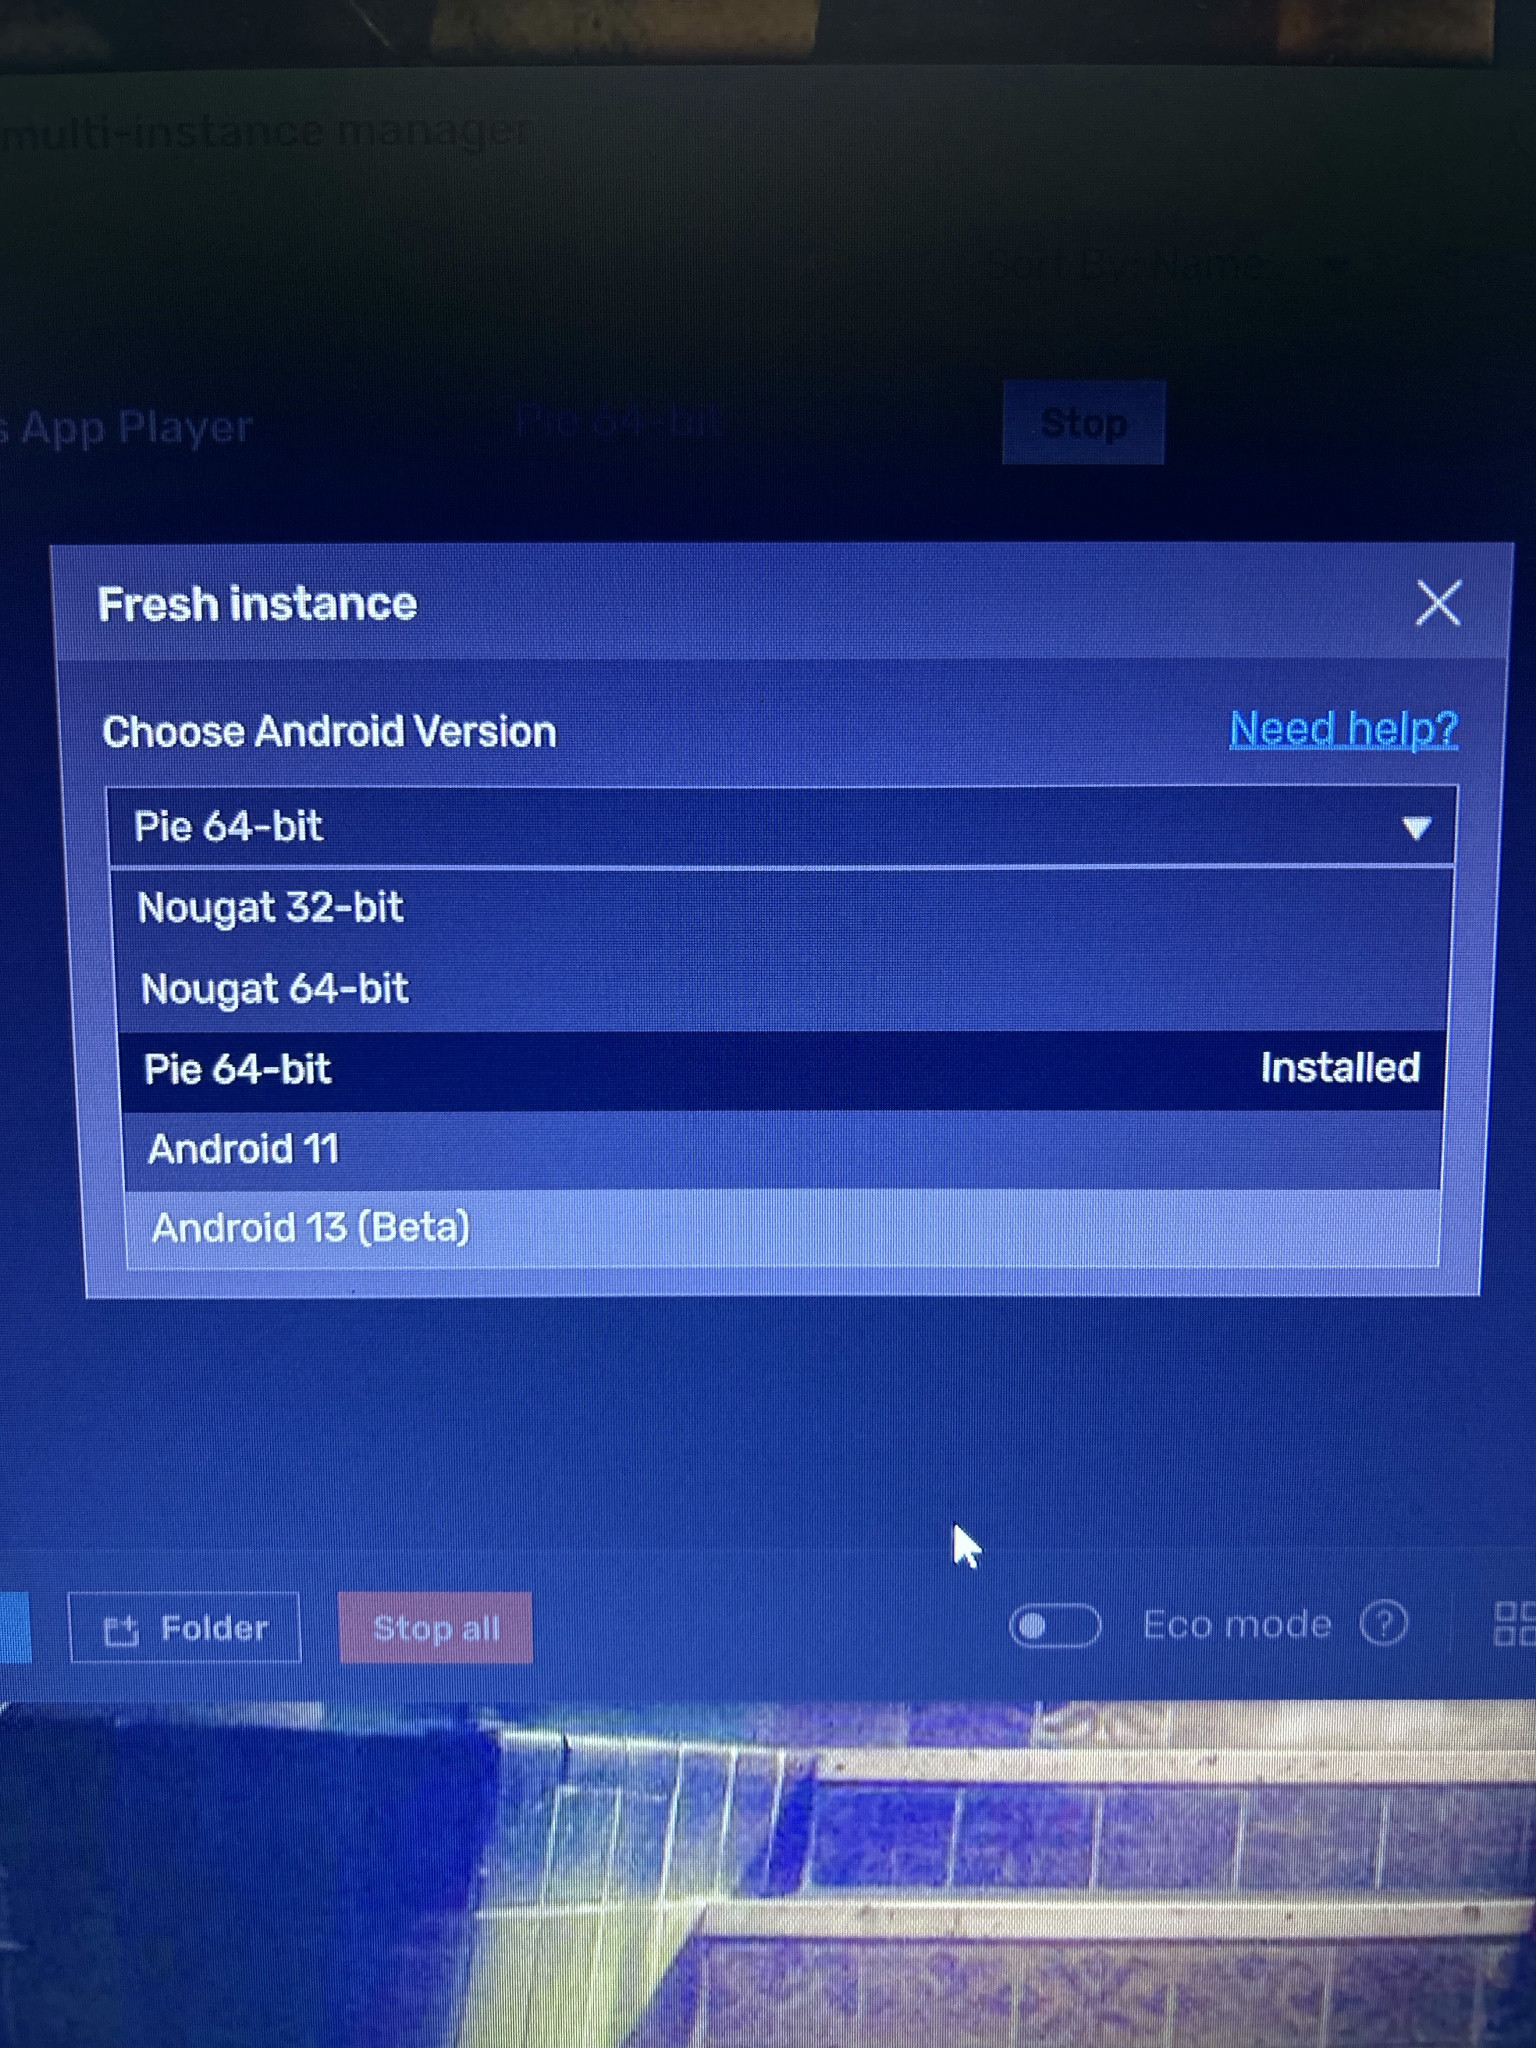 multi-instance manager
Sort By: Name
s App Player
Pie 64-bit
Stop
Fresh instance
Choose Android Version
Need help?
Pie 64-bit
Nougat 32-bit
Nougat 64-bit
Pie 64-bit
Installed
Android 11
Android 13 (Beta)
Folder
Stop all
Eco mode
?